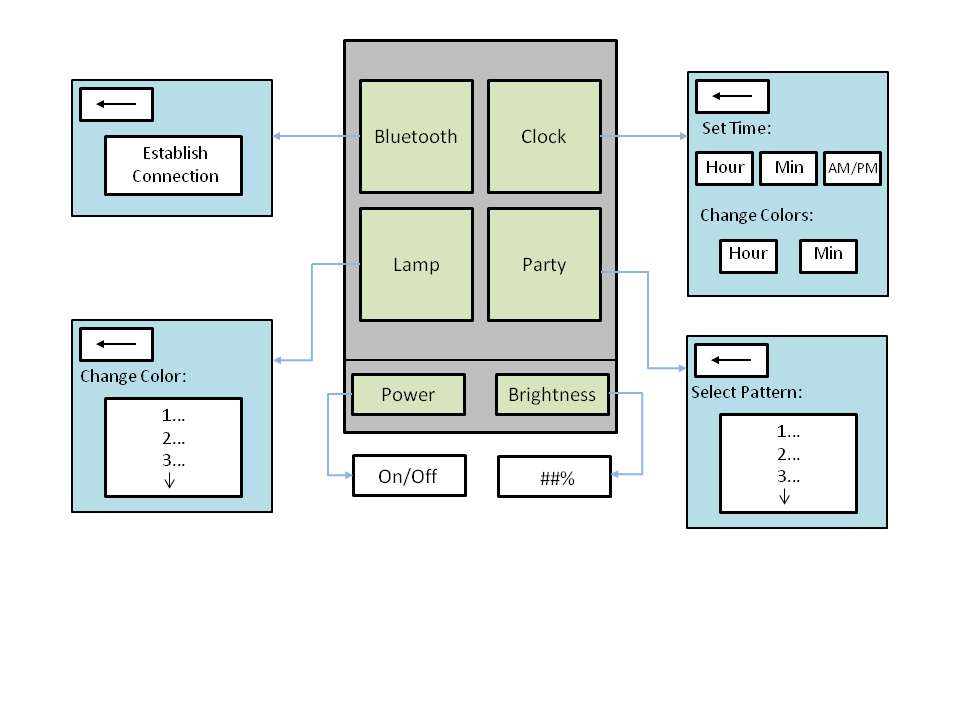 Bluetooth
Clock
Lamp
Party
Power
Brightness
On/Off
##%
Establish
Connection
Change Color:
1...
2...
3...
Set Time:
Hour
Min
AM/PM
Change Colors:
Hour
Min
Select Pattern:
1...
2...
3...